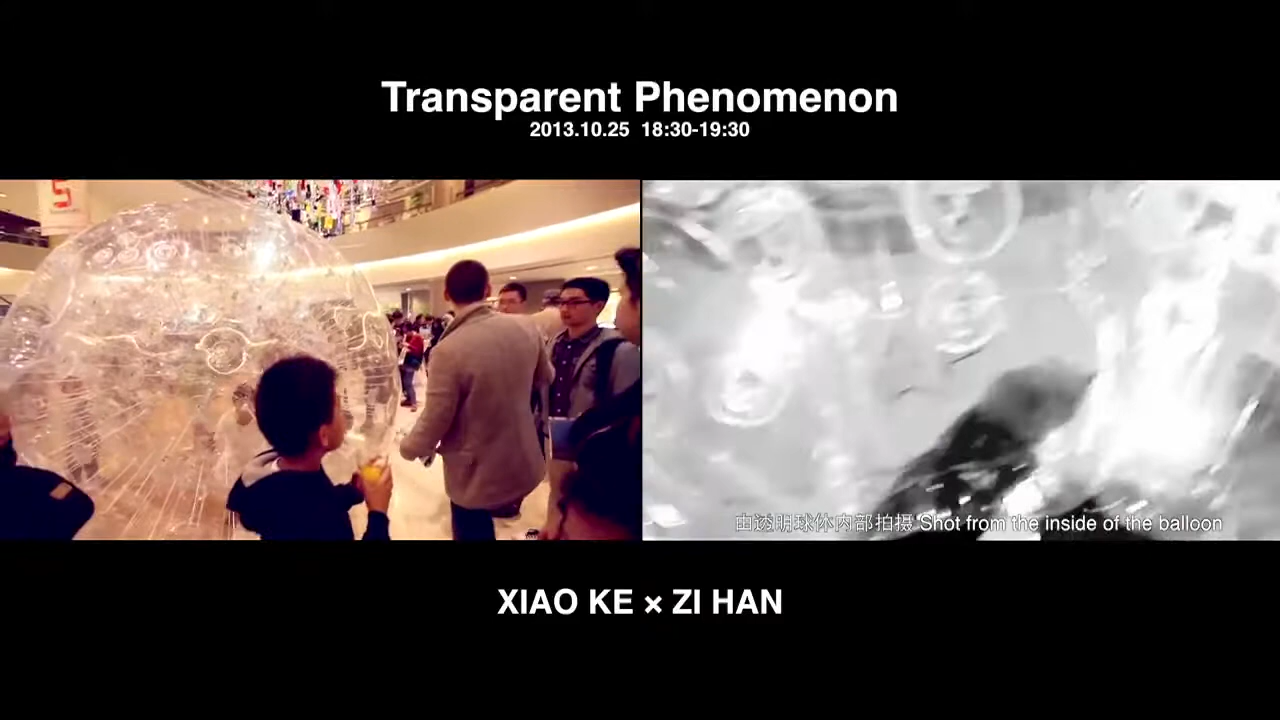 Transparent Phenomenon
2013.10.25 18:30-19:30
S
由透明球体内部拍摄 Shot from the inside of the balloon
XIAO KE × ZI HAN